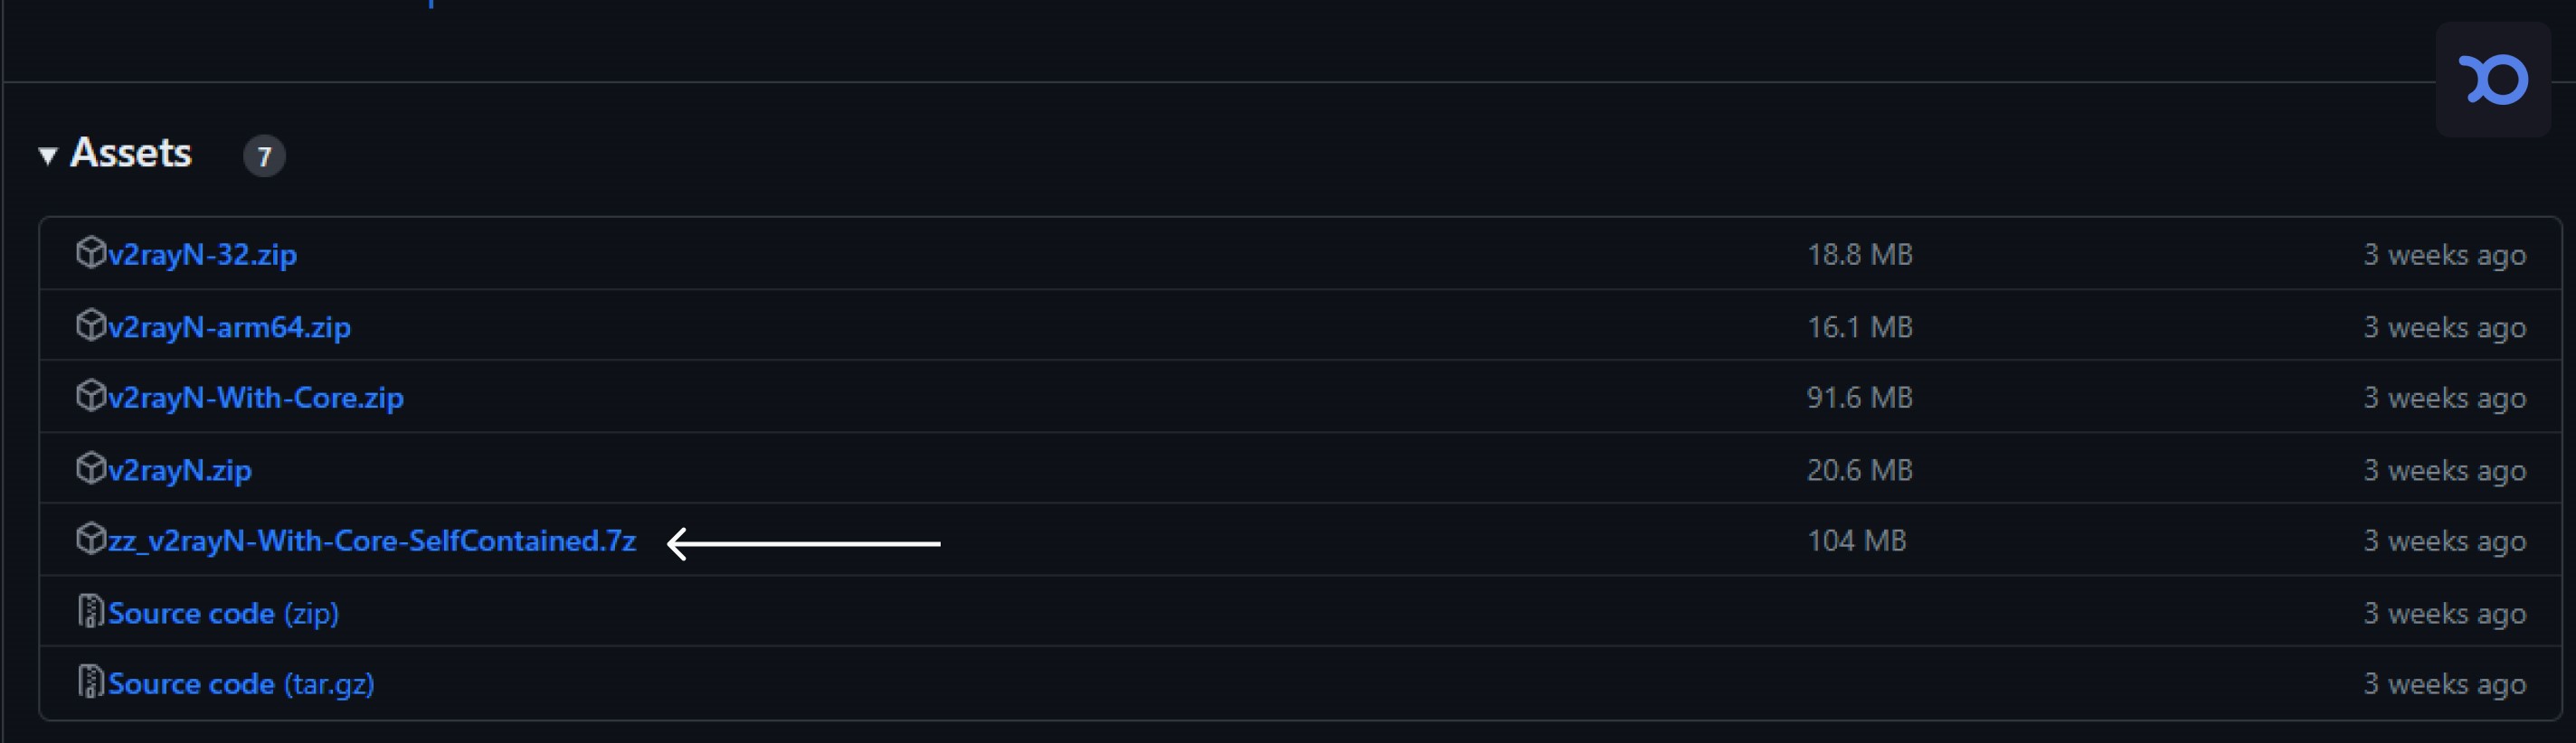 Assets 7
v2rayN-32.zip 18.8 MB 3 weeks ago
v2rayN-arm64.zip 16.1 MB 3 weeks ago
v2rayN-With-Core.zip 91.6 MB 3 weeks ago
v2rayN.zip 20.6 MB 3 weeks ago
zz_v2rayN-With-Core-SelfContained.7z 104 MB 3 weeks ago
Source code (zip) 3 weeks ago
Source code (tar.gz) 3 weeks ago